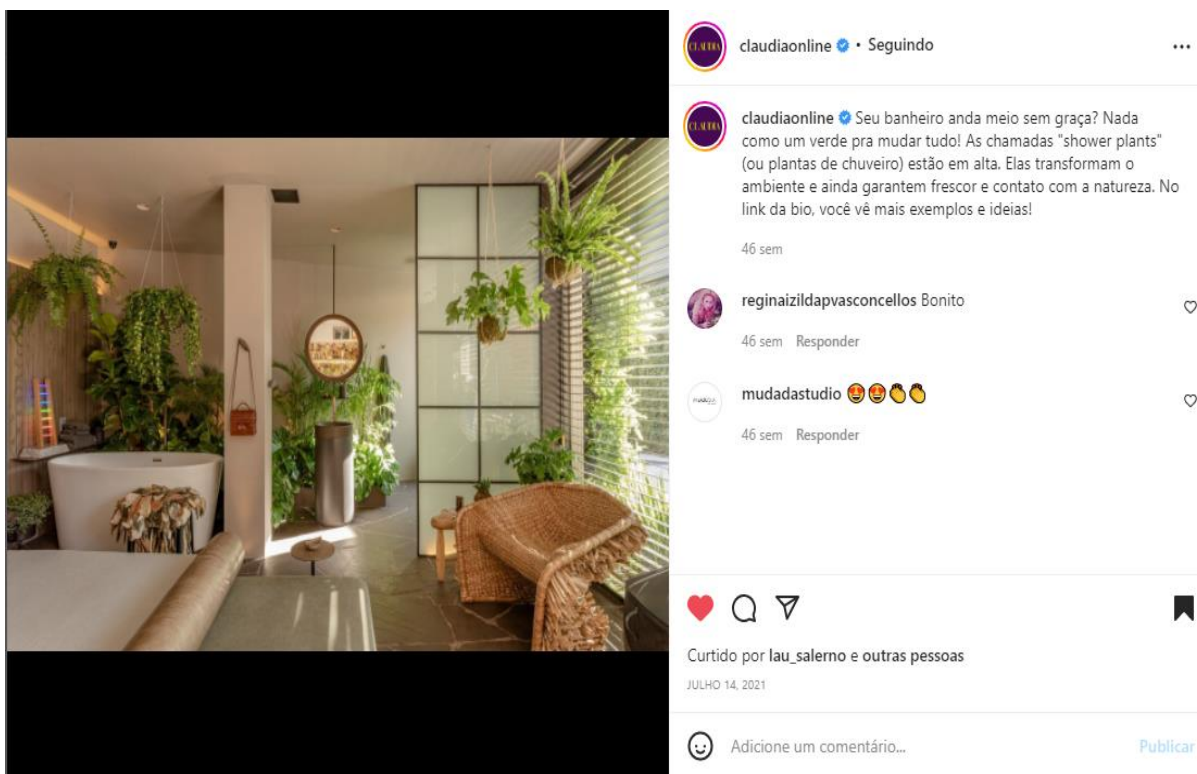 CLAUDIA
claudiaonline • Seguindo
CLAUDIA
claudiaonline Seu banheiro anda meio sem graça? Nada
como um verde pra mudar tudo! As chamadas "shower plants"
(ou plantas de chuveiro) estão em alta. Elas transformam o
ambiente e ainda garantem frescor e contato com a natureza. No
link da bio, você vê mais exemplos e ideias!
46 sem
reginaizildapvasconcellos Bonito
46 sem Responder
mudadastudio 😍😍👏👏
46 sem Responder
Curtido por lau_salerno e outras pessoas
JULHO 14, 2021
Adicione um comentário...
Publicar